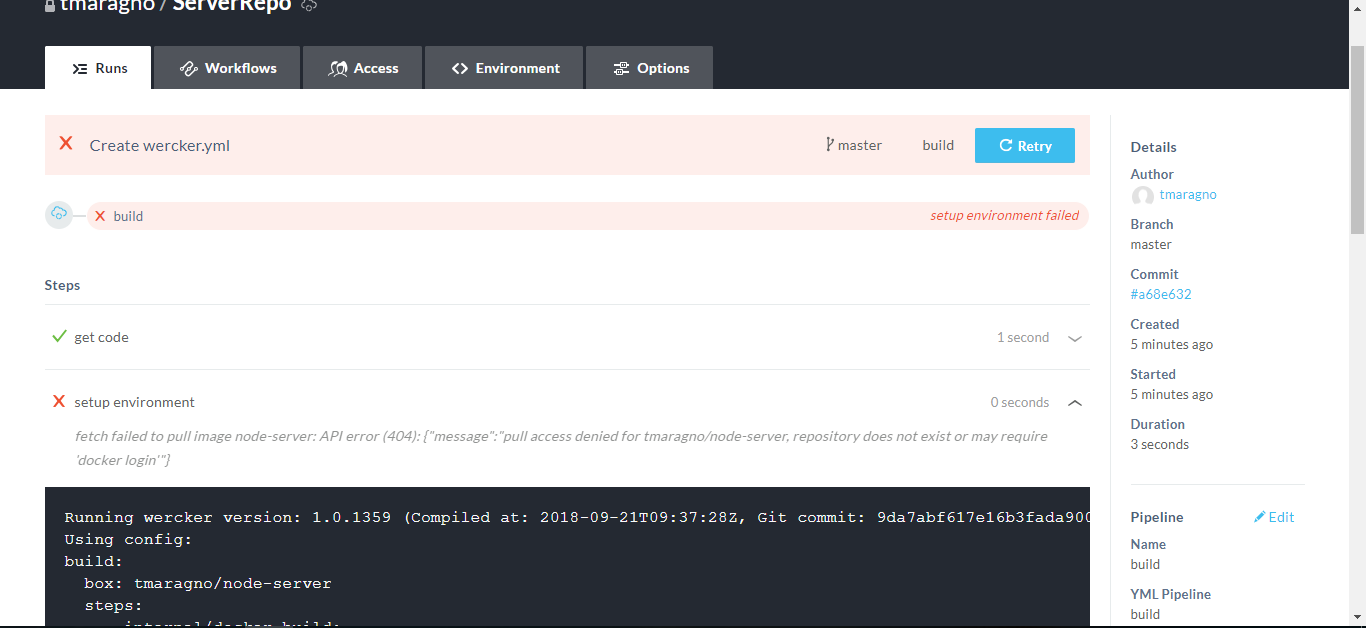 tmaragno / ServerRepo
Runs
Workflows
Access
Environment
Options
Create wercker.yml
master
build
Retry
build
setup environment failed
Steps
get code
1 second
setup environment
0 seconds
fetch failed to pull image node-server: API error (404): {"message":"pull access denied for tmaragno/node-server, repository does not exist or may require
'docker login'"}
Running wercker version: 1.0.1359 (Compiled at: 2018-09-21T09:37:28Z, Git commit: 9da7abf617e16b3fada900
Using config:
build:
box: tmaragno/node-server
steps:
internal/docker-build:
Details
Author
tmaragno
Branch
master
Commit
#a68e632
Created
5 minutes ago
Started
5 minutes ago
Duration
3 seconds
Pipeline
Edit
Name
build
YML Pipeline
build